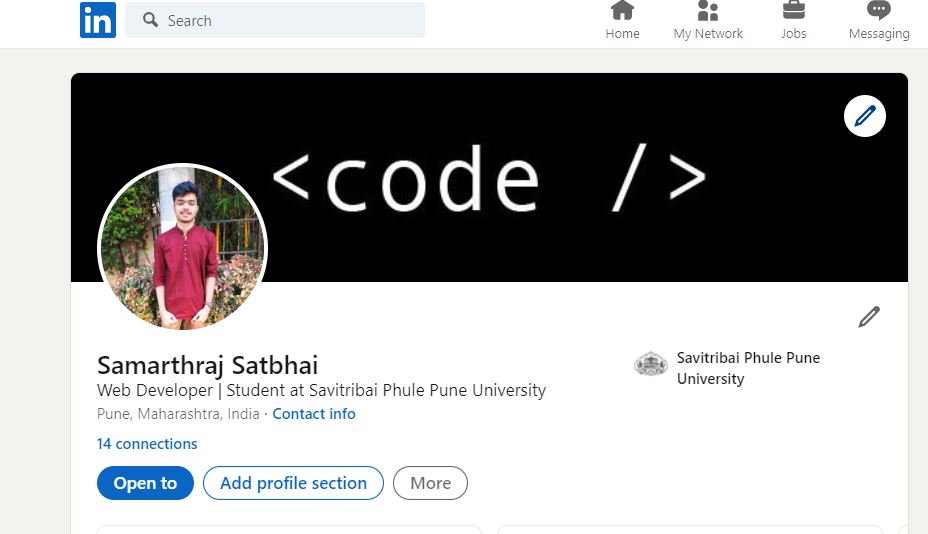 in
Search
Home
My Network
Jobs
Messaging
<code />
Samarthraj Satbhai
Web Developer | Student at Savitribai Phule Pune University
Pune, Maharashtra, India · Contact info
14 connections
Open to
Add profile section
More
Savitribai Phule Pune
University